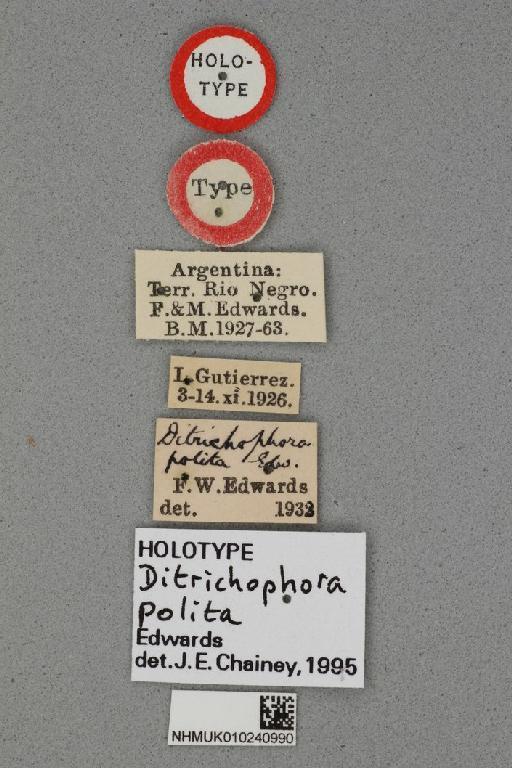 HOLO-
TYPE
Type
Argentina:
Terr. Rio Negro.
F.&M. Edwards.
B.M.1927-63.
L. Gutierrez.
3-14. xi.1926.
Ditrichophora
polita Edw.
F.W.Edwards
det. 1933
HOLOTYPE
Ditrichophora
Polita
Edwards
det. J.E. Chainey, 1995
NHMUK010240990